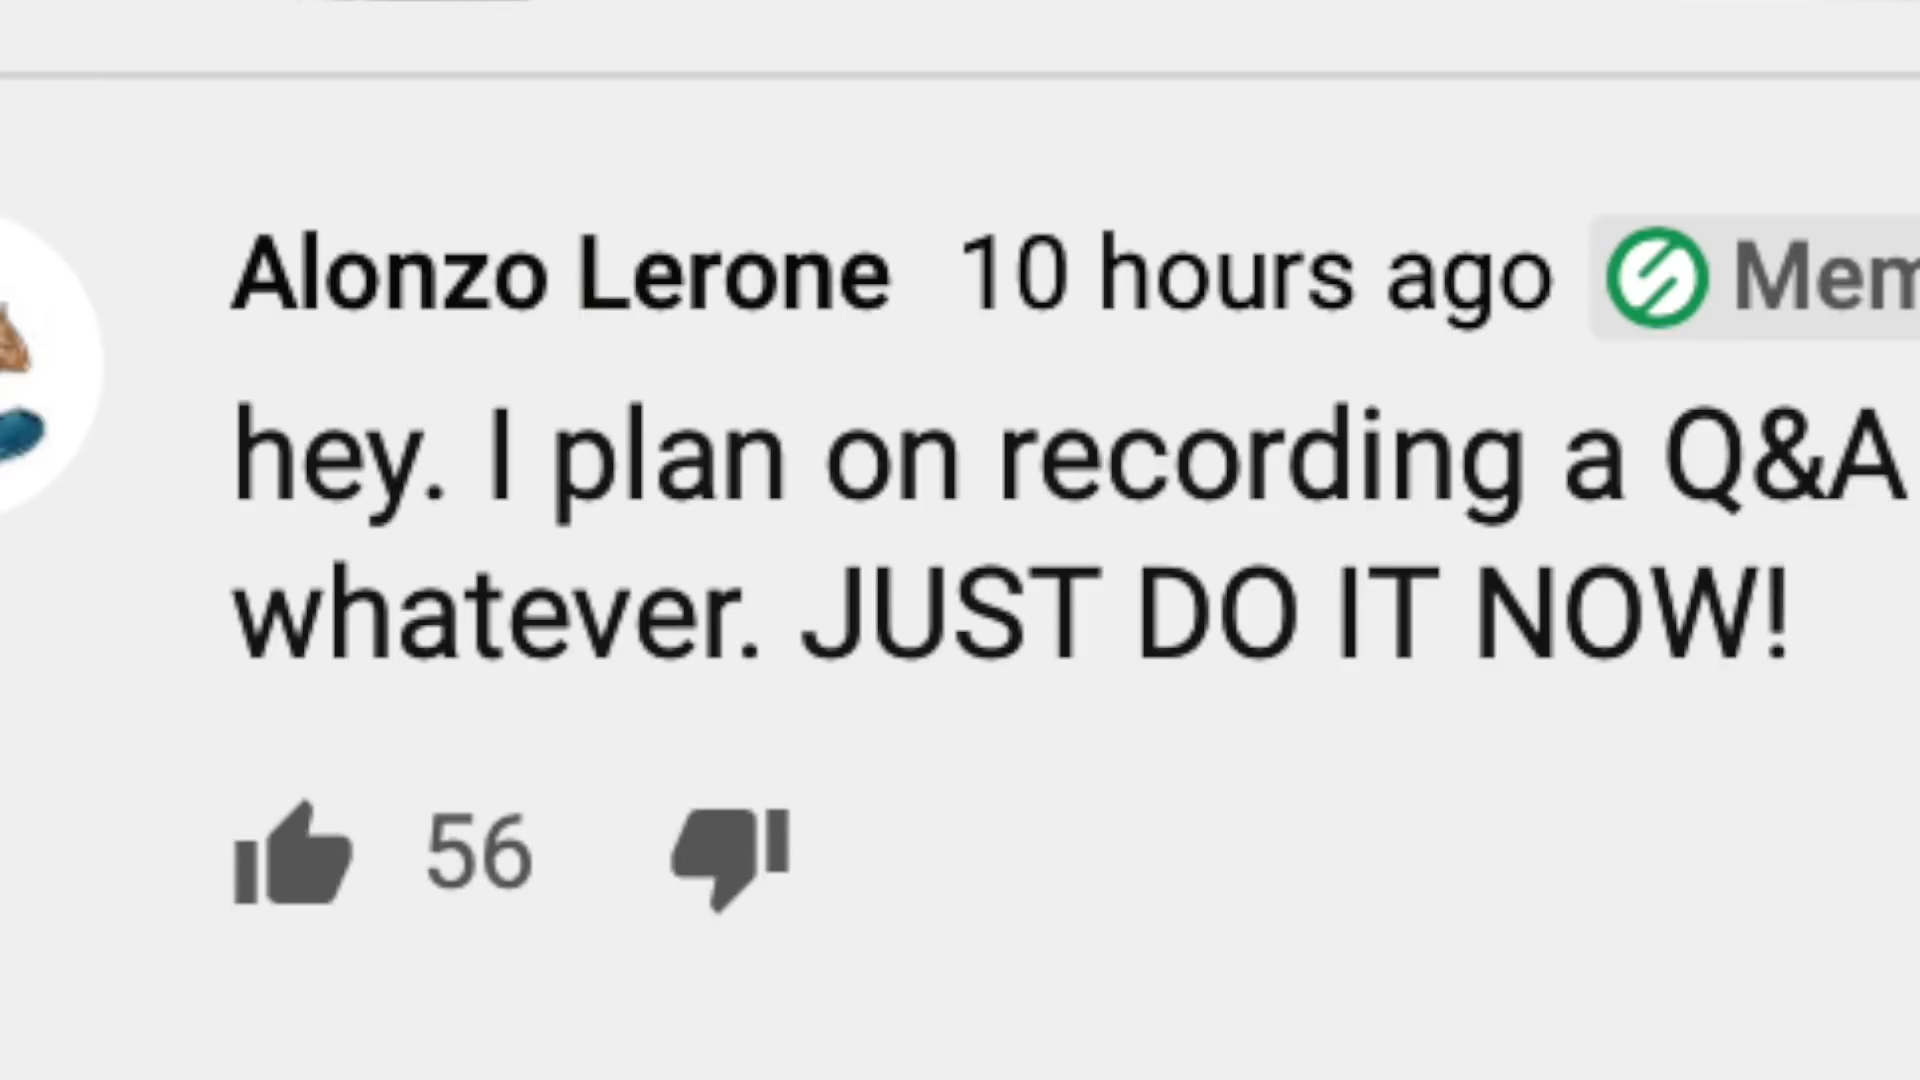 Alonzo Lerone 10 hours ago
hey. I plan on recording a Q&A
whatever. JUST DO IT NOW!
56